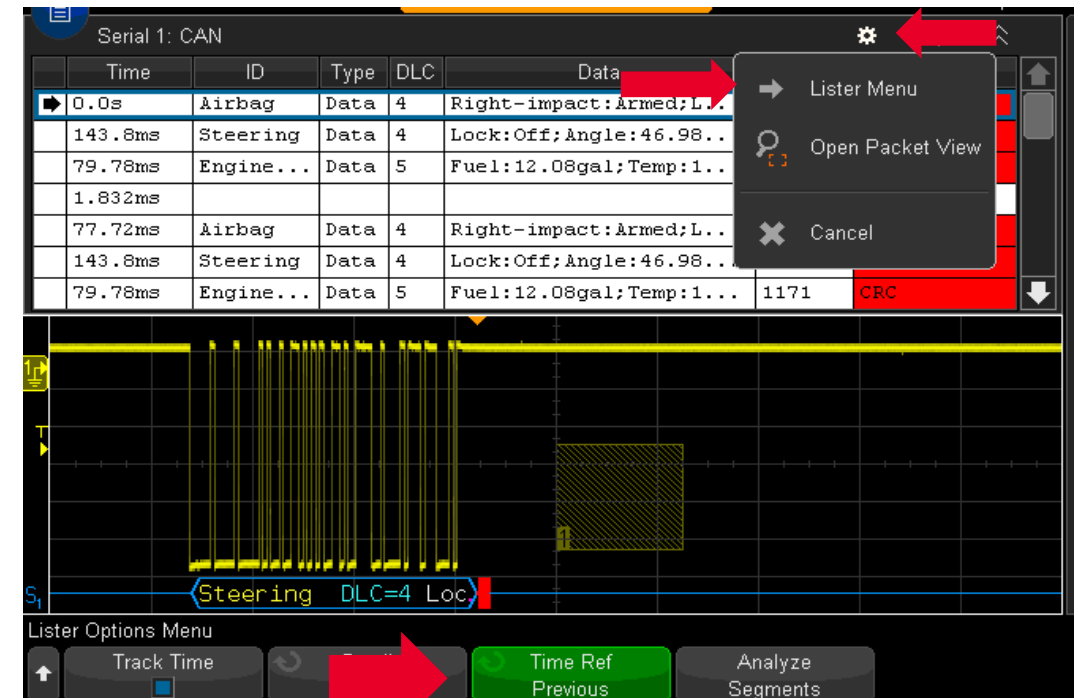 Serial 1: CAN
Time ID Type DLC Data
0.0s Airbag Data 4 Right-impact:Armed;L..
143.8ms Steering Data 4 Lock:Off;Angle:46.98..
79.78ms Engine... Data 5 Fuel:12.08gal;Temp:1..
1.832ms
77.72ms Airbag Data 4 Right-impact:Armed;L..
143.8ms Steering Data 4 Lock:Off;Angle:46.98...
79.78ms Engine... Data 5 Fuel:12.08gal;Temp:1... 1171 CRC
Lister Menu
Open Packet View
Cancel
1
T
1
S1
Steering DLC=4 Loc.
Lister Options Menu
Track Time
Time Ref
Previous
Analyze
Segments